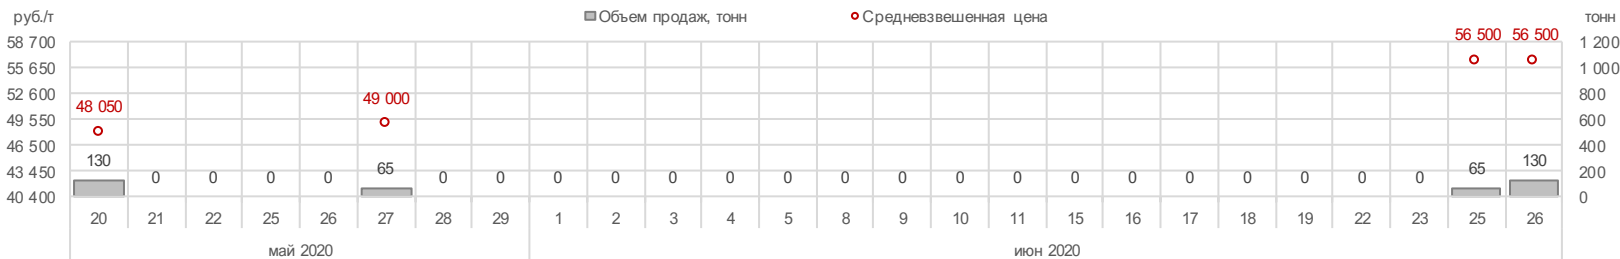 руб./т Объем продаж, тонн Средневзвешенная цена тонн
58 700 56 500 56 500 1 200
55 650 1 000
52 600 800
48 050 49 000
49 550 600
46 500 400
130 65 65 130
43 450 200
0 0 0 0 0 0 0 0 0 0 0 0 0 0 0 0 0 0 0 0 0 0
40 400 0
20 21 22 25 26 27 28 29 1 2 3 4 5 8 9 10 11 15 16 17 18 19 22 23 25 26
май 2020 июн 2020